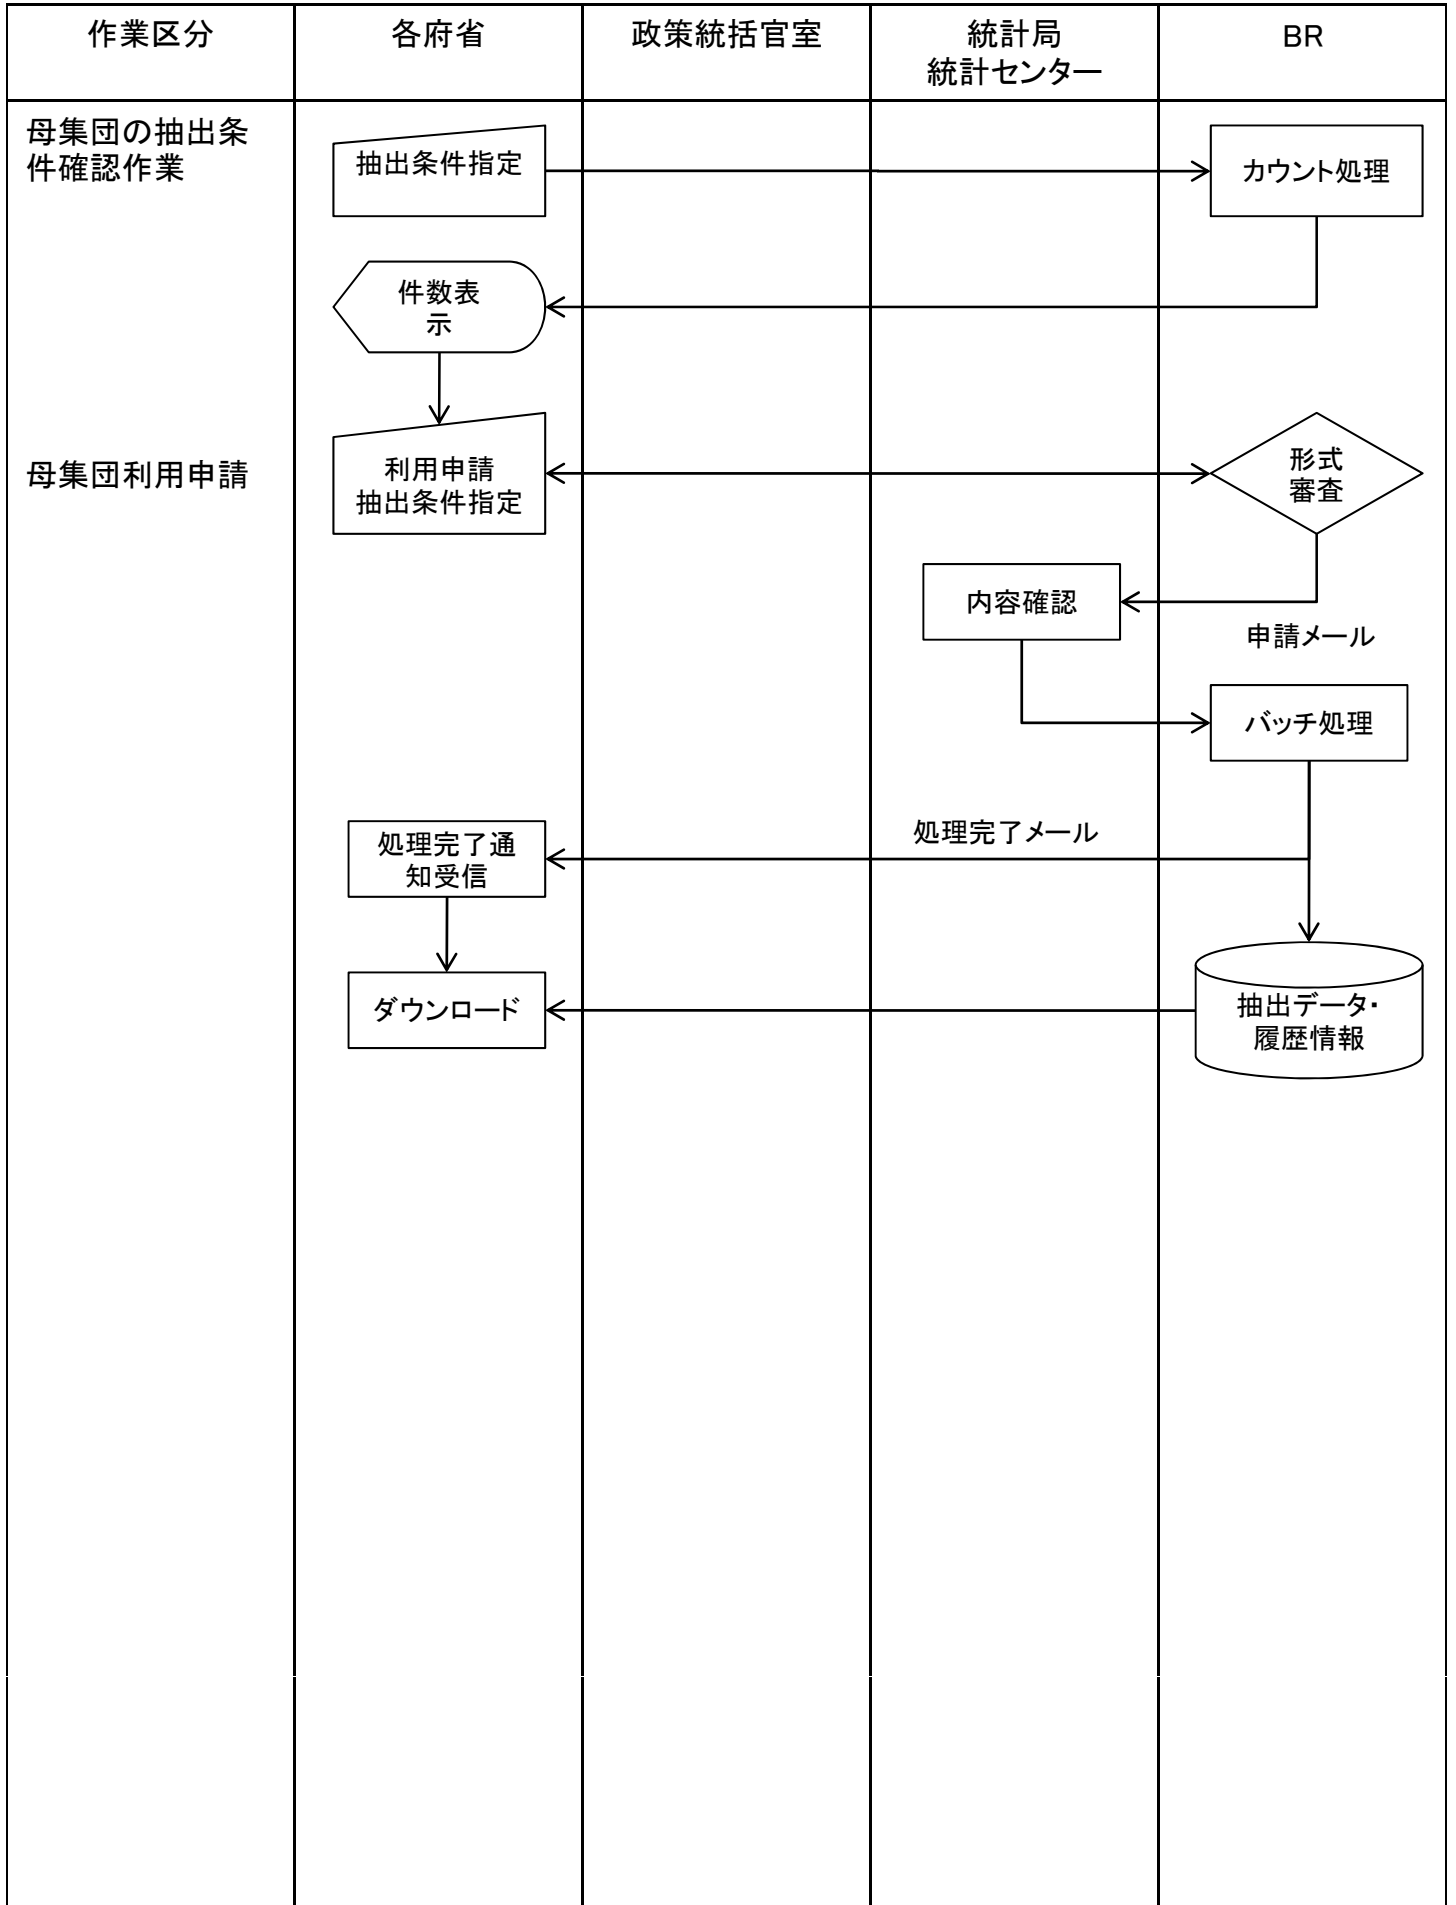 作業区分
各府省
政策統括官室
統計局
統計センター
BR
母集団の抽出条
件確認作業
抽出条件指定
カウント処理
件数表
示
母集団利用申請
利用申請
抽出条件指定
形式
審査
内容確認
申請メール
バッチ処理
処理完了メール
処理完了通
知受信
ダウンロード
抽出データ・
履歴情報